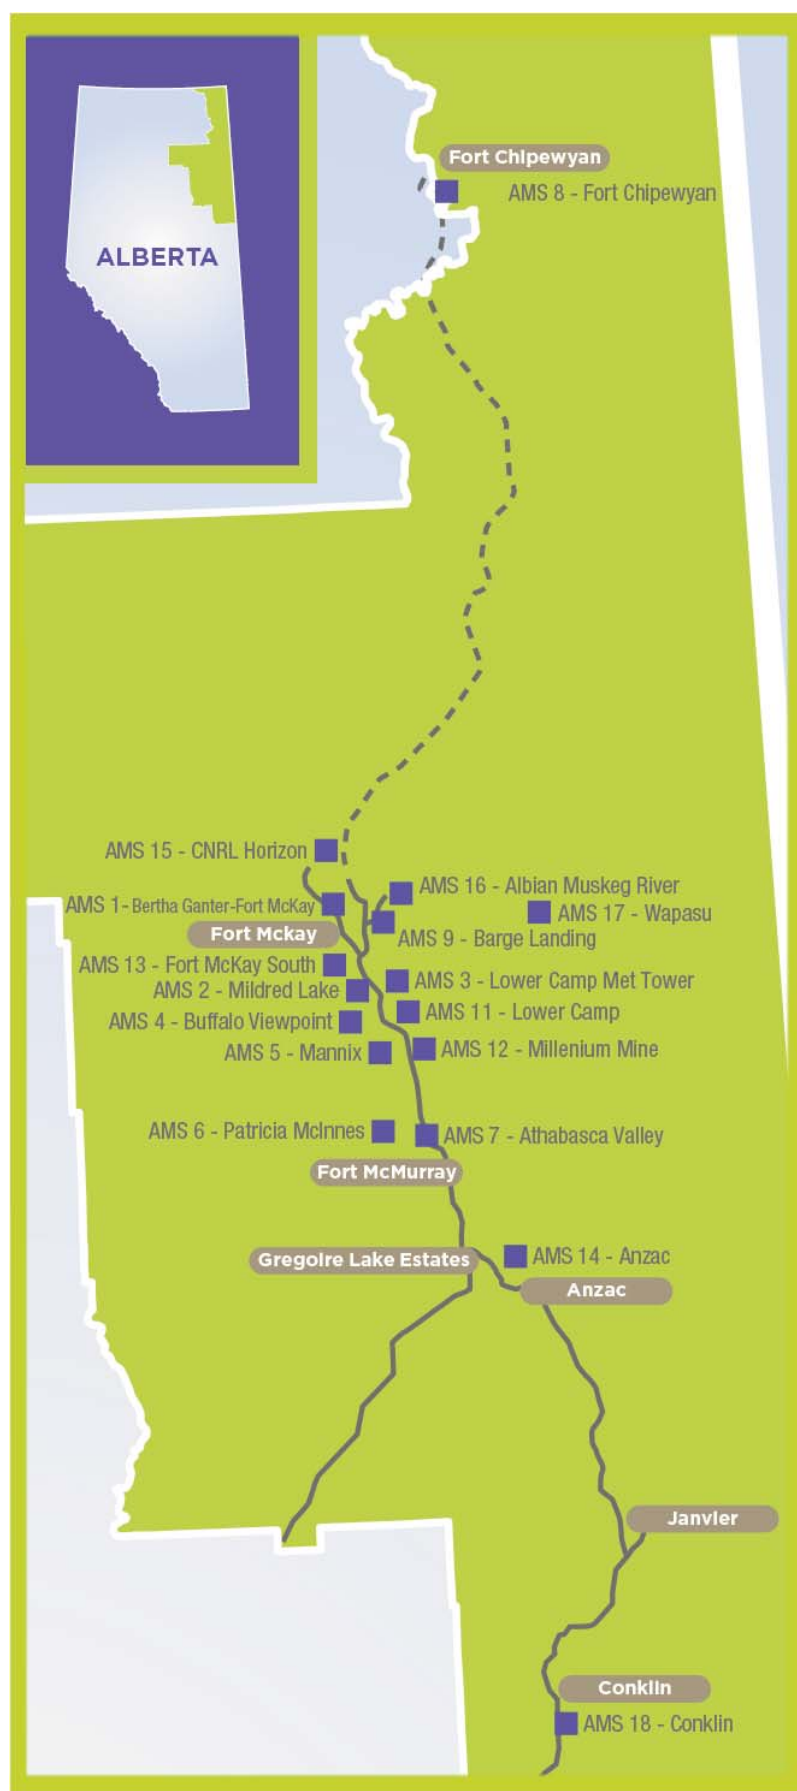 Fort Chipewyan
AMS 8 - Fort Chipewyan
ALBERTA
AMS 15 - CNRL Horizon
AMS 16 - Albian Muskeg River
AMS 1- Bertha Ganter-Fort McKay
AMS 17 - Wapasu
Fort Mckay
AMS 9 - Barge Landing
AMS 13 - Fort McKay South
AMS 3 - Lower Camp Met Tower
AMS 2 - Mildred Lake
AMS 11 - Lower Camp
AMS 4 - Buffalo Viewpoint
AMS 5 - Mannix
AMS 12 - Millenium Mine
AMS 6 - Patricia McInnes
AMS 7 - Athabasca Valley
Fort McMurray
Gregoire Lake Estates
AMS 14 - Anzac
Anzac
Janvier
Conklin
AMS 18 - Conklin